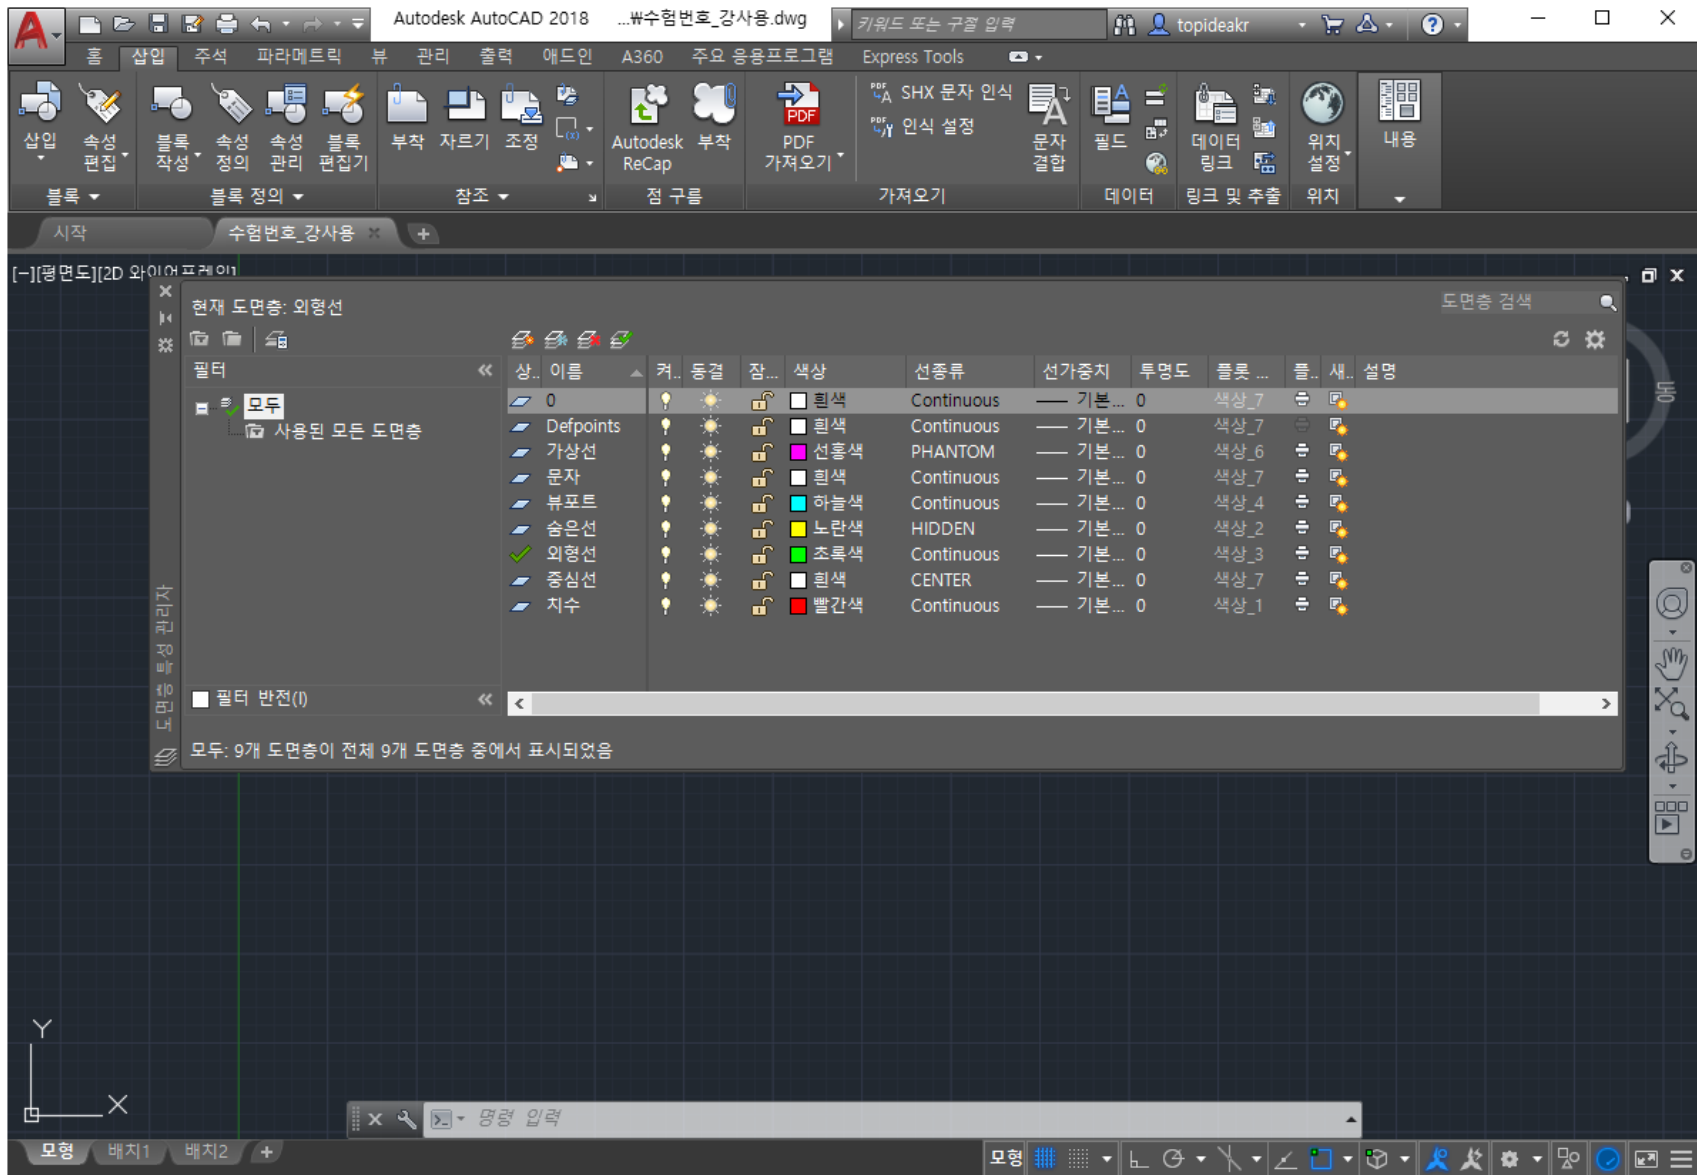 Autodesk AutoCAD 2018 ...₩수험번호_강사용.dwg 키워드 또는 구절 입력 topideakr
홈 삽입 주석 파라메트릭 뷰 관리 출력 애드인 A360 주요 응용프로그램 Express Tools
삽입 속성 편집 블록 작성 속성 정의 속성 관리 블록 편집기 부착 자르기 조정 Autodesk ReCap 부착 PDF 가져오기 SHX 문자 인식 인식 설정 문자 결합 필드 데이터 링크 위치 설정 내용
블록 블록 정의 참조 점 구름 가져오기 데이터 링크 및 추출 위치
시작 수험번호_강사용
[−][평면도][2D 와이어프레임]
현재 도면층: 외형선 도면층 검색
필터 상.. 이름 켜.. 동결 잠... 색상 선종류 선가중치 투명도 플롯 ... 플.. 새.. 설명
모두
사용된 모든 도면층
0 흰색 Continuous 기본... 0 색상_7
Defpoints 흰색 Continuous 기본... 0 색상_7
가상선 선홍색 PHANTOM 기본... 0 색상_6
문자 흰색 Continuous 기본... 0 색상_7
뷰포트 하늘색 Continuous 기본... 0 색상_4
숨은선 노란색 HIDDEN 기본... 0 색상_2
외형선 초록색 Continuous 기본... 0 색상_3
중심선 흰색 CENTER 기본... 0 색상_7
치수 빨간색 Continuous 기본... 0 색상_1
필터 반전(I)
모두: 9개 도면층이 전체 9개 도면층 중에서 표시되었음
도면층 특성 관리자
동
Y
X
명령 입력
모형 배치1 배치2 + 모형